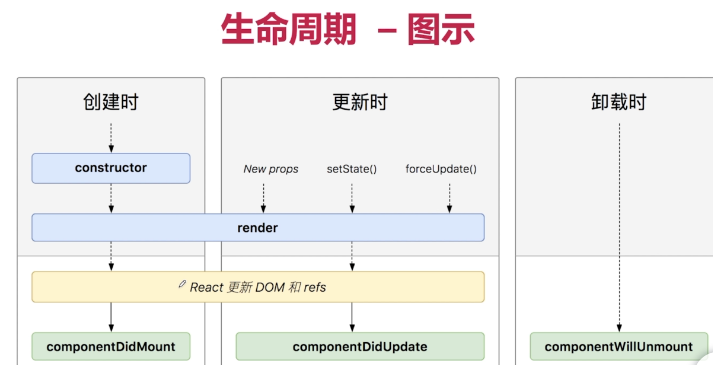 生命周期 – 图示
创建时
更新时
卸载时
constructor
New props
setState()
forceUpdate()
render
React 更新 DOM 和 refs
componentDidMount
componentDidUpdate
componentWillUnmount